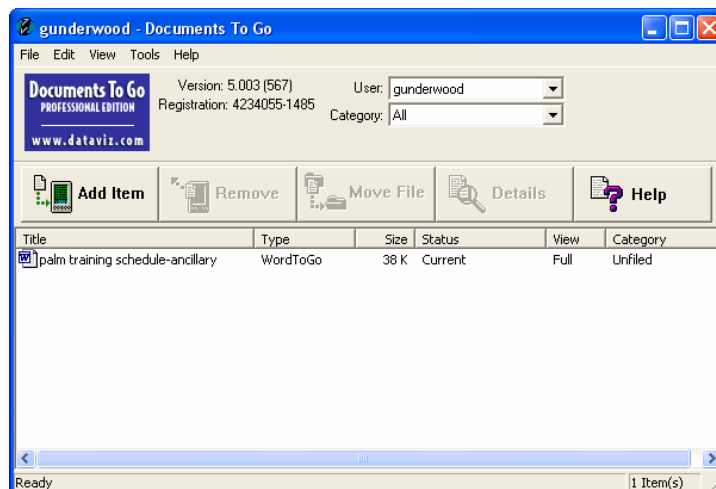 gunderwood - Documents To Go
File Edit View Tools Help
Documents To Go
PROFESSIONAL EDITION
www.dataviz.com
Version: 5.003 (567)
Registration: 4234055-1485
User: gunderwood
Category: All
Add Item Remove Move File Details Help
Title Type Size Status View Category
palm training schedule-ancillary WordToGo 38 K Current Full Unfiled
Ready 1 Item(s)